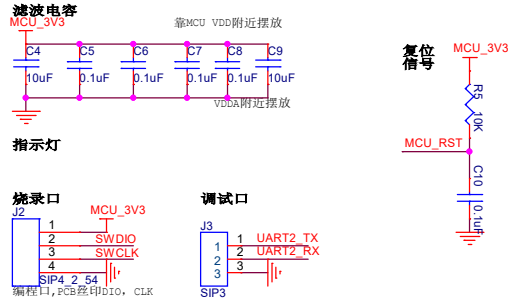 滤波电容
MCU_3V3
靠MCU VDD附近摆放
C4
C5
C6
C7
C8
C9
10uF
0.1uF
0.1uF
0.1uF
0.1uF
10uF
VDDA附近摆放
复位
信号
MCU_3V3
R5
10K
MCU_RST
C10
0.1uF
指示灯
烧录口
J2
MCU_3V3
1
2
SWDIO
3
SWCLK
4
SIP4_2_54
编程口,PCB丝印DIO, CLK
调试口
J3
1
1
UART2_TX
2
2
UART2_RX
3
3
SIP3